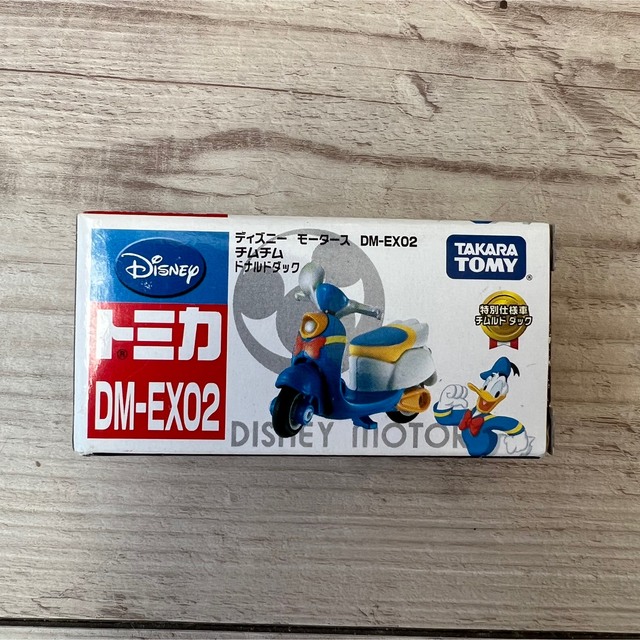 DISNEY
トミカ
®
DM-EX02
ディズニー モータース DM-EX02
チムチム
ドナルドダック
TAKARA
TOMY
®
特別仕様車
チムルド ダック
DISNEY MOTOR